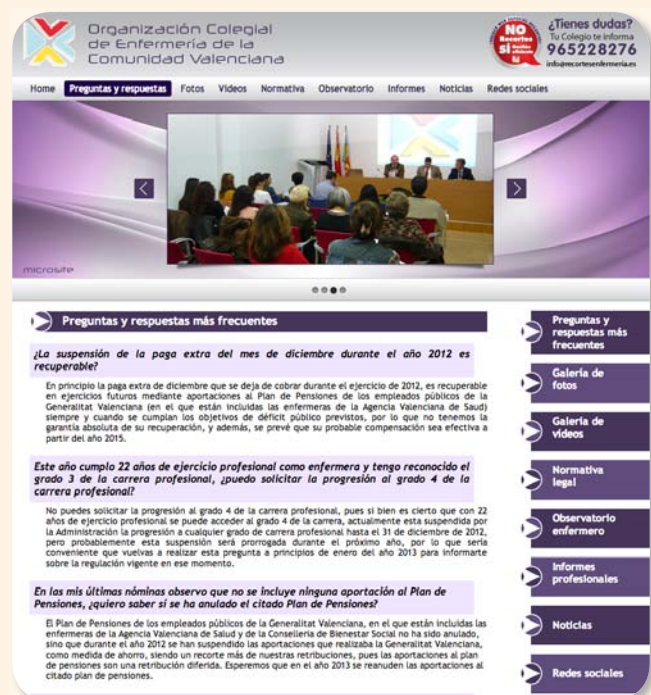 Organización Colegial
de Enfermería de la
Comunidad Valenciana
NO
Recortes
SÍ Gestión
eficiente
¿Tienes dudas?
Tu Colegio te informa
965228276
info@recortesenfermeria.es
Home Preguntas y respuestas Fotos Videos Normativa Observatorio Informes Noticias Redes sociales
microsite
Preguntas y respuestas más frecuentes
¿La suspensión de la paga extra del mes de diciembre durante el año 2012 es
recuperable?
En principio la paga extra de diciembre que se deja de cobrar durante el ejercicio de 2012, es recuperable
en ejercicios futuros mediante aportaciones al Plan de Pensiones de los empleados públicos de la
Generalitat Valenciana (en el que están incluidas las enfermeras de la Agencia Valenciana de Saud)
siempre y cuando se cumplan los objetivos de déficit público previstos, por lo que no tenemos la
garantía absoluta de su recuperación, y además, se prevé que su probable compensación sea efectiva a
partir del año 2015.
Este año cumplo 22 años de ejercicio profesional como enfermera y tengo reconocido el
grado 3 de la carrera profesional, ¿puedo solicitar la progresión al grado 4 de la
carrera profesional?
No puedes solicitar la progresión al grado 4 de la carrera profesional, pues si bien es cierto que con 22
años de ejercicio profesional se puede acceder al grado 4 de la carrera, actualmente esta suspendida por
la Administración la progresión a cualquier grado de carrera profesional hasta el 31 de diciembre de 2012,
pero probablemente esta suspensión será prorrogada durante el próximo año, por lo que sería
conveniente que vuelvas a realizar esta pregunta a principios de enero del año 2013 para informarte
sobre la regulación vigente en ese momento.
En las mis últimas nóminas observo que no se incluye ninguna aportación al Plan de
Pensiones, ¿quiero saber si se ha anulado el citado Plan de Pensiones?
El Plan de Pensiones de los empleados públicos de la Generalitat Valenciana, en el que están incluidas las
enfermeras de la Agencia Valenciana de Salud y de la Conselleria de Bienestar Social no ha sido anulado,
sino que durante el año 2012 se han suspendido las aportaciones que realizaba la Generalitat Valenciana,
como medida de ahorro, siendo un recorte más de nuestras retribuciones, pues las aportaciones al plan
de pensiones son una retribución diferida. Esperemos que en el año 2013 se reanuden las aportaciones al
citado plan de pensiones.
Preguntas y
respuestas más
frecuentes
Galería de
fotos
Galería de
vídeos
Normativa
legal
Observatorio
enfermero
Informes
profesionales
Noticias
Redes sociales